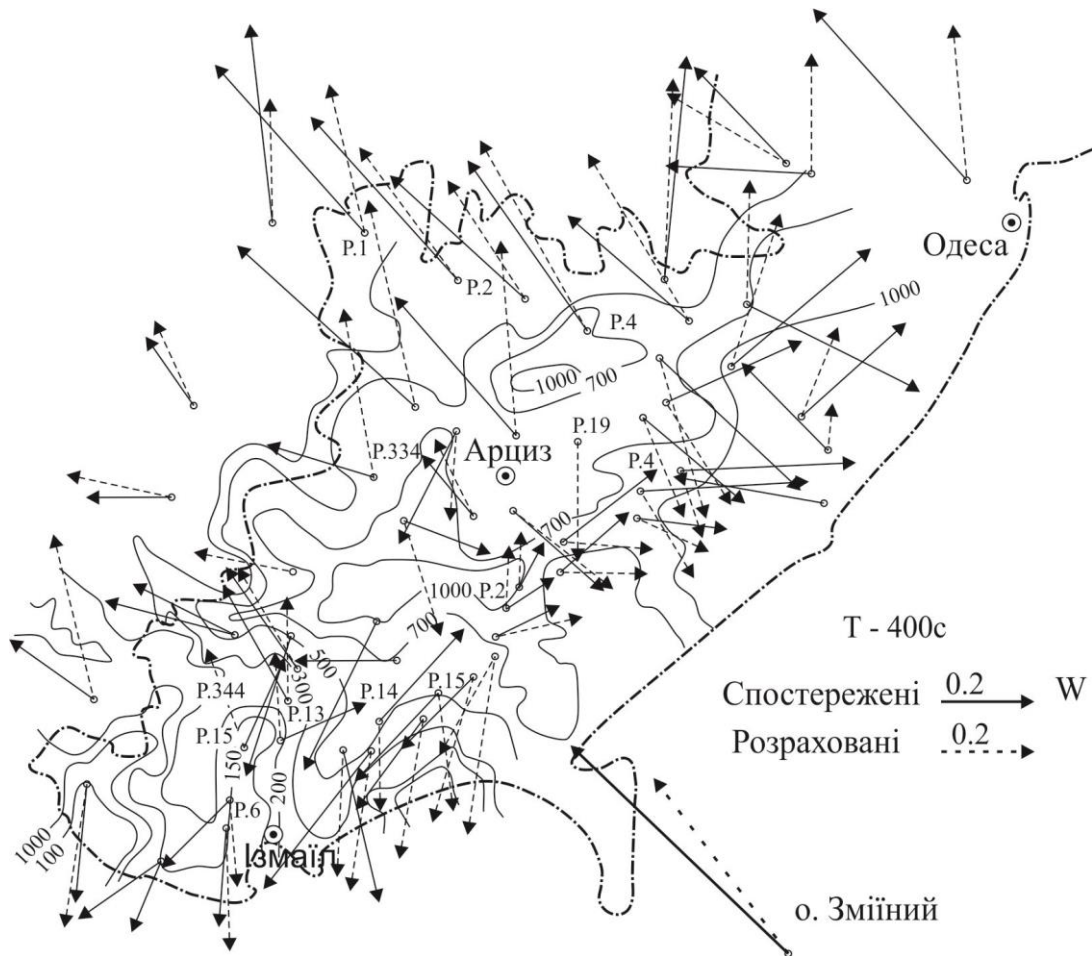 Р.1
Р.2
Одеса
1000
Р.4
1000
700
Р.19
Р.334
Арциз
Р.4
700
1000
Р.2
700
500
Т - 400с
300
Р.344
Р.14
Р.15
Спостережені 0.2 W
Р.13
Р.15
Розраховані 0.2
150
200
Р.6
1000
100
Ізмаїл
о. Зміїний